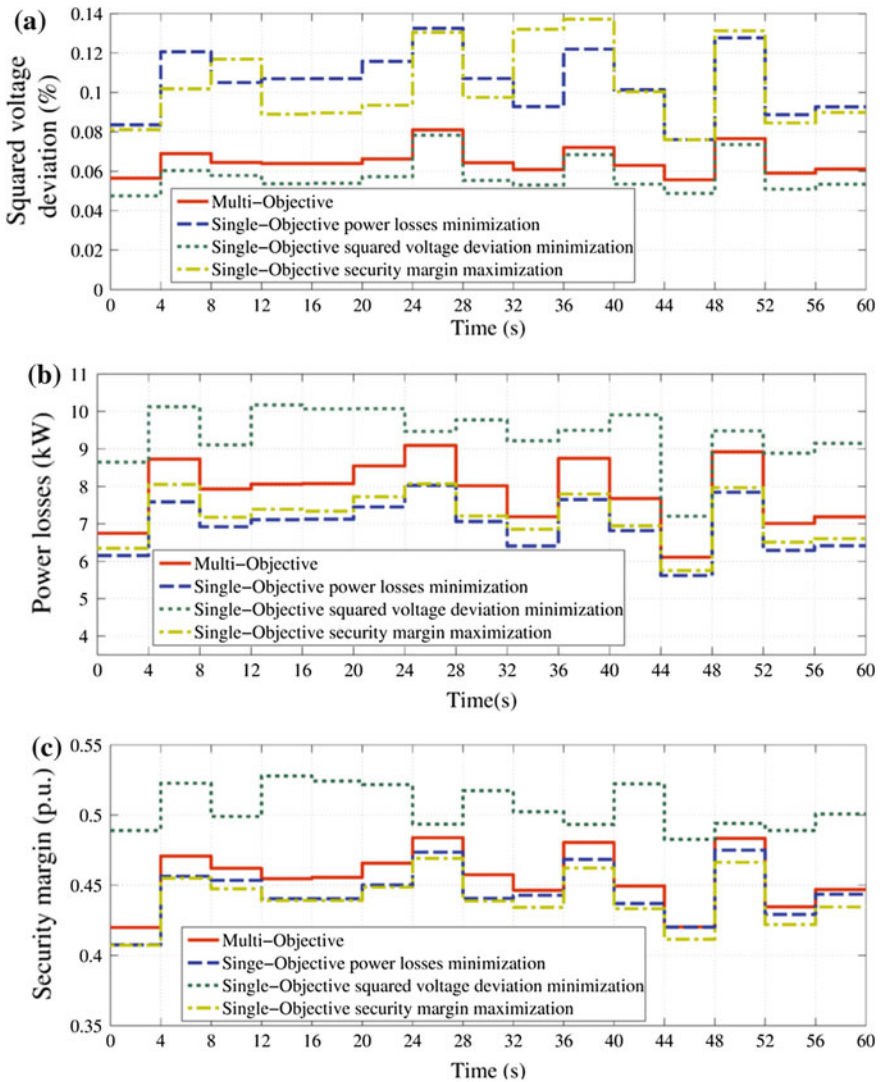 (a)
0.14
0.12
0.1
0.08
0.06
0.04
0.02
0
Squared voltage
deviation (%)
Multi-Objective
Single-Objective power losses minimization
Single-Objective squared voltage deviation minimization
Single-Objective security margin maximization
0 4 8 12 16 20 24 28 32 36 40 44 48 52 56 60
Time (s)
(b)
11
10
9
8
7
6
5
4
Power losses (kW)
Multi-Objective
Single-Objective power losses minimization
Single-Objective squared voltage deviation minimization
Single-Objective security margin maximization
0 4 8 12 16 20 24 28 32 36 40 44 48 52 56 60
Time(s)
(c)
0.55
0.5
0.45
0.4
0.35
Security margin (p.u.)
Multi-Objective
Singe-Objective power losses minimization
Single-Objective squared voltage deviation minimization
Single-Objective security margin maximization
0 4 8 12 16 20 24 28 32 36 40 44 48 52 56 60
Time (s)